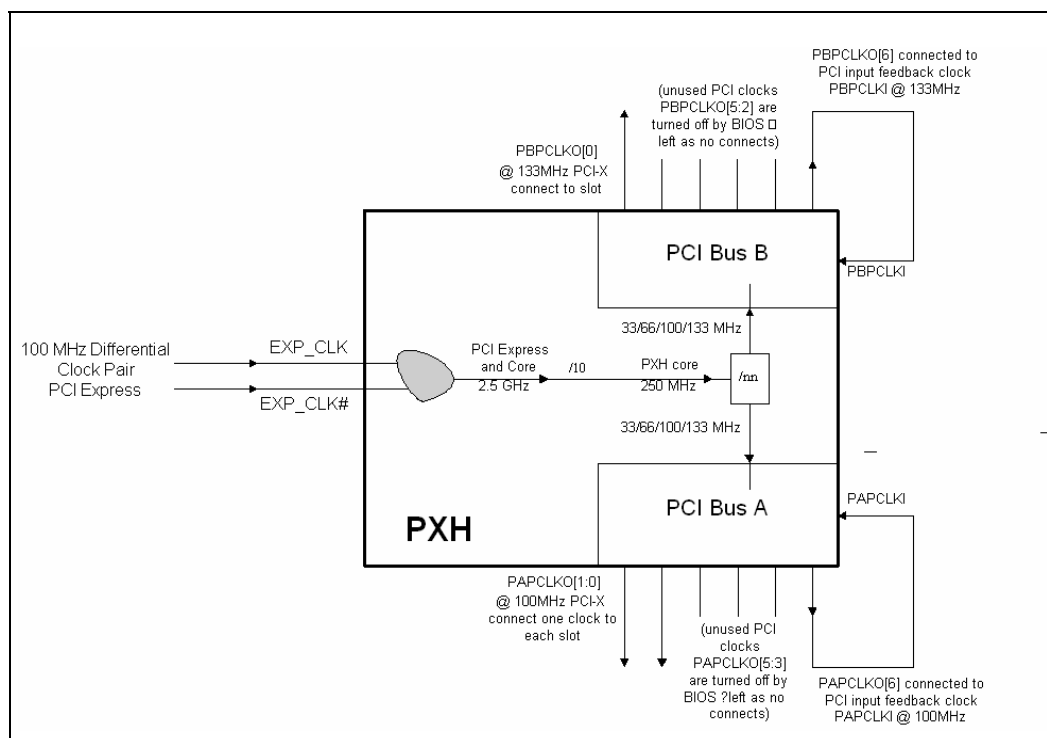 PBPCLKO[6] connected to
PCI input feedback clock
PBPCLKI @ 133MHz
(unused PCI clocks
PBPCLKO[5:2] are
turned off by BIOS □
left as no connects)
PBPCLKO[0]
@ 133MHz PCI-X
connect to slot
PCI Bus B
PBPCLKI
33/66/100/133 MHz
100 MHz Differential
Clock Pair
PCI Express
EXP_CLK
EXP_CLK#
PCI Express
and Core
2.5 GHz
/10
PXH core
250 MHz
/nn
33/66/100/133 MHz
PCI Bus A
PAPCLKI
PXH
PAPCLKO[1:0]
@ 100MHz PCI-X
connect one clock to
each slot
(unused PCI
clocks
PAPCLKO[5:3]
are turned off by
BIOS ?left as no
connects)
PAPCLKO[6] connected to
PCI input feedback clock
PAPCLKI @ 100MHz